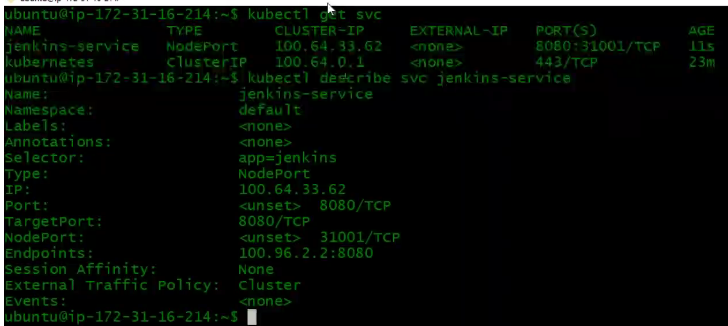 ubuntu@ip-172-31-16-214:~$ kubectl get svc
NAME TYPE CLUSTER-IP EXTERNAL-IP PORT(S) AGE
jenkins-service NodePort 100.64.33.62 <none> 8080:31001/TCP 11s
kubernetes ClusterIP 100.64.0.1 <none> 443/TCP 23m
ubuntu@ip-172-31-16-214:~$ kubectl describe svc jenkins-service
Name: jenkins-service
Namespace: default
Labels: <none>
Annotations: <none>
Selector: app=jenkins
Type: NodePort
IP: 100.64.33.62
Port: <unset> 8080/TCP
TargetPort: 8080/TCP
NodePort: <unset> 31001/TCP
Endpoints: 100.96.2.2:8080
Session Affinity: None
External Traffic Policy: Cluster
Events: <none>
ubuntu@ip-172-31-16-214:~$